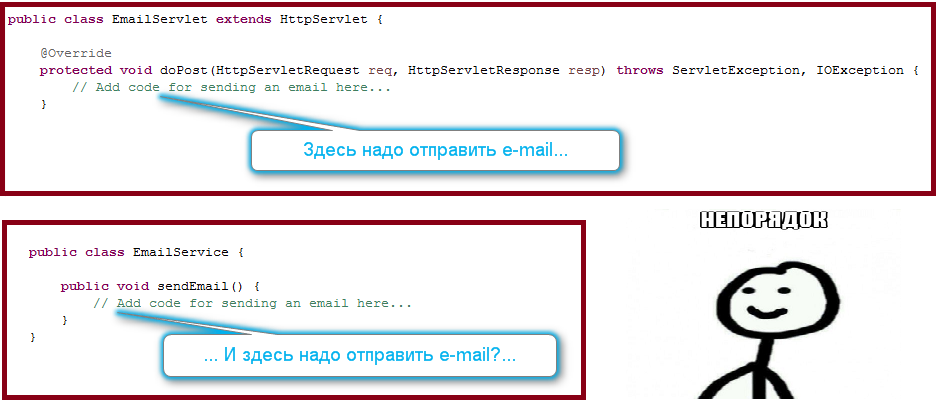 public class EmailServlet extends HttpServlet {
@Override
protected void doPost(HttpServletRequest req, HttpServletResponse resp) throws ServletException, IOException {
// Add code for sending an email here...
}
Здесь надо отправить e-mail...
public class EmailService {
public void sendEmail() {
// Add code for sending an email here...
}
}
... И здесь надо отправить e-mail?...
НЕПОРЯДОК